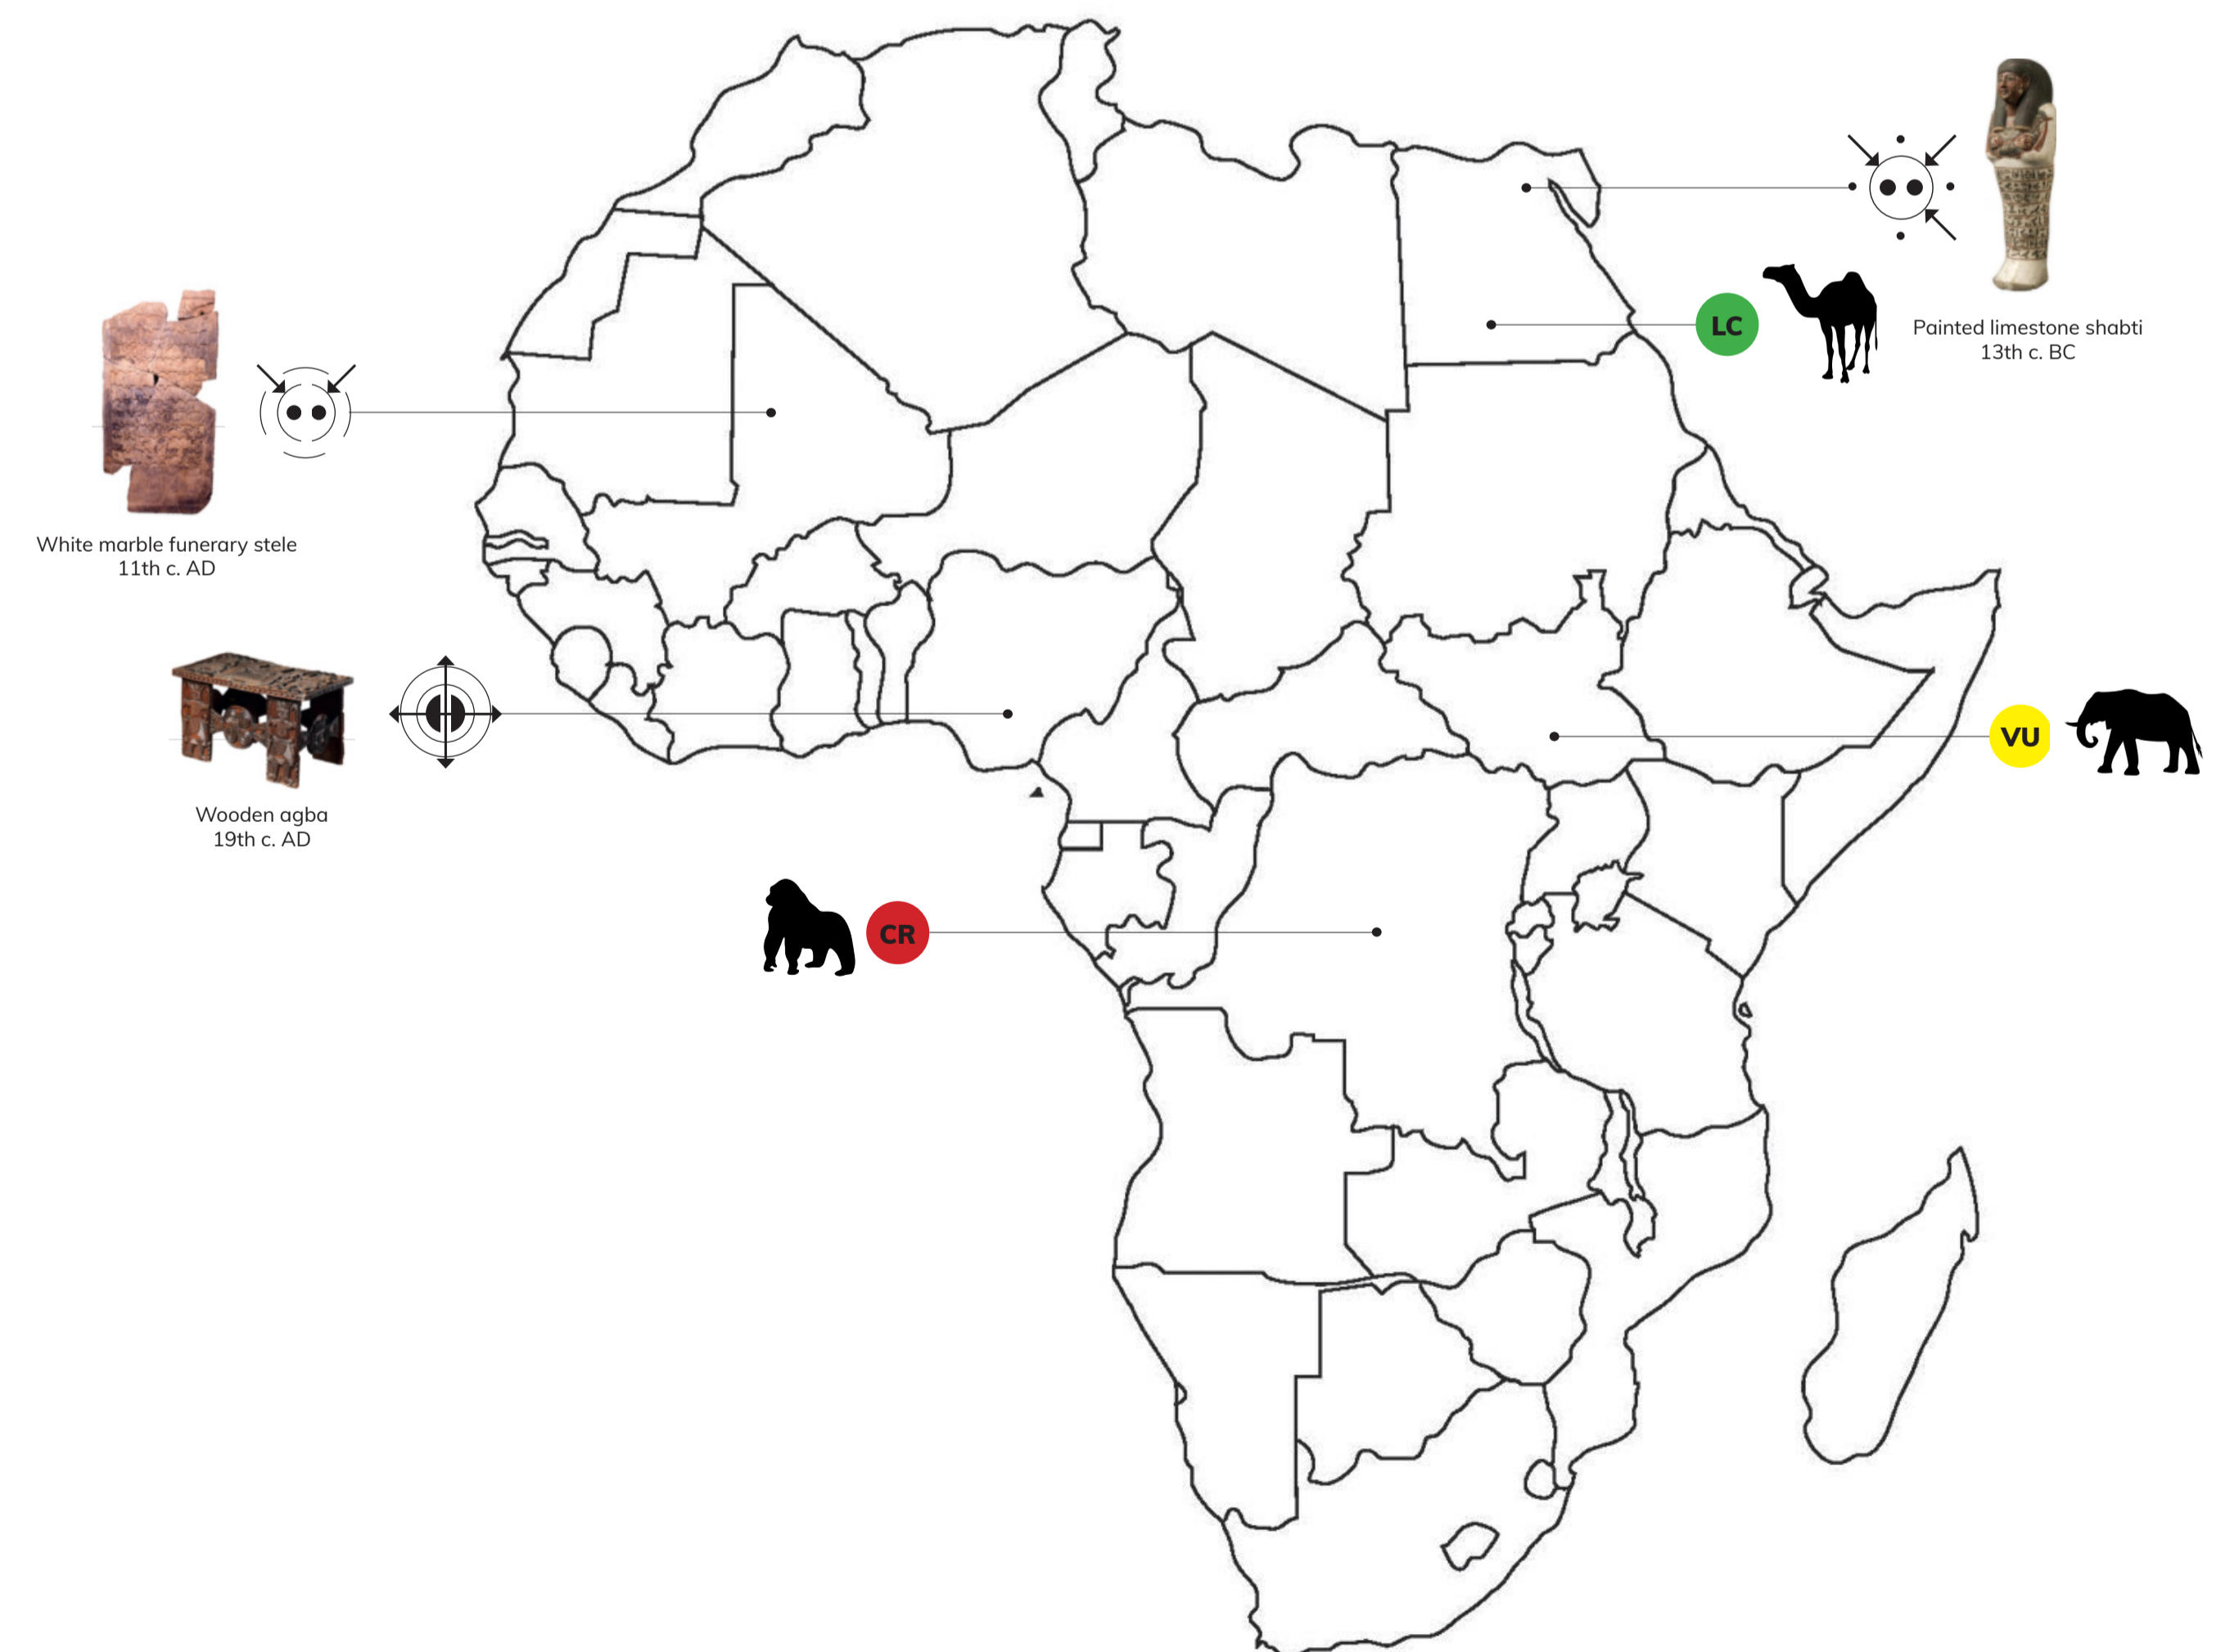 Painted limestone shabti
13th c. BC
LC
White marble funerary stele
11th c. AD
VU
Wooden agba
19th c. AD
CR